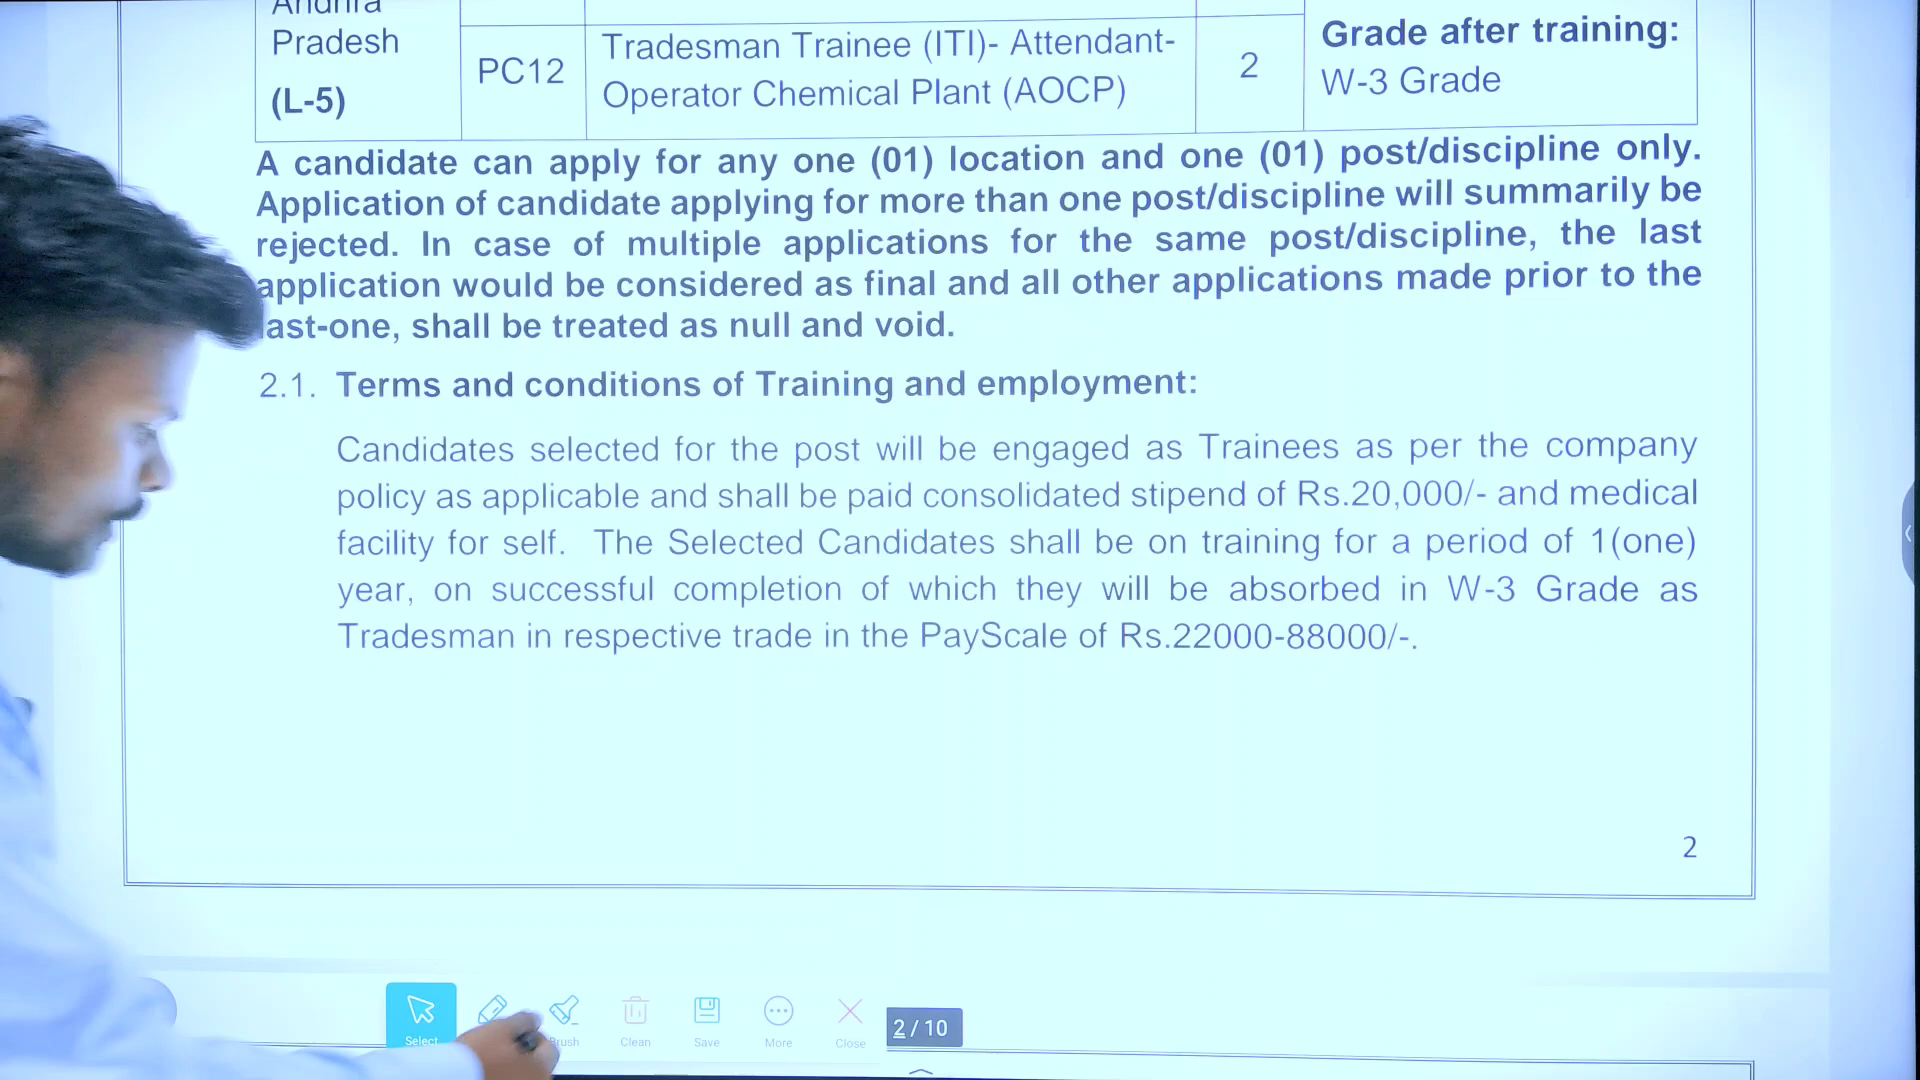 Andhra
Pradesh
(L-5)
PC12
Tradesman Trainee (ITI)- Attendant-
Operator Chemical Plant (AOCP)
2
Grade after training:
W-3 Grade
A candidate can apply for any one (01) location and one (01) post/discipline only.
Application of candidate applying for more than one post/discipline will summarily be
rejected. In case of multiple applications for the same post/discipline, the last
application would be considered as final and all other applications made prior to the
last-one, shall be treated as null and void.
2.1. Terms and conditions of Training and employment:
Candidates selected for the post will be engaged as Trainees as per the company
policy as applicable and shall be paid consolidated stipend of Rs.20,000/- and medical
facility for self. The Selected Candidates shall be on training for a period of 1(one)
year, on successful completion of which they will be absorbed in W-3 Grade as
Tradesman in respective trade in the PayScale of Rs.22000-88000/-.
2
Select
Brush
Clean
Save
More
Close
2 / 10